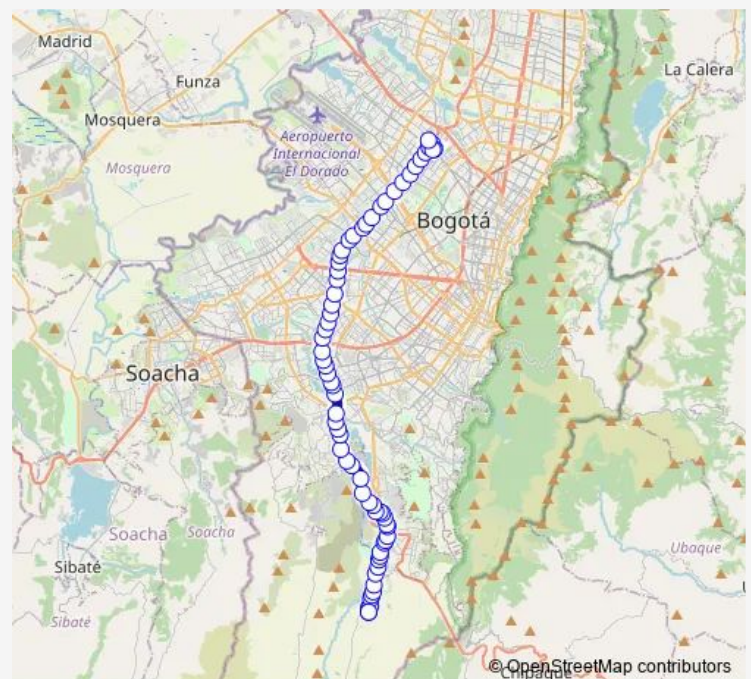 Madrid
Funza
La Calera
Mosquera
Aeropuerto
Internacional
El Dorado
Mosquera
Bogotá
Soacha
Soacha
Soacha
Ubaque
Sibaté
Sibaté
© OpenStreetMap contributors
Chipaque